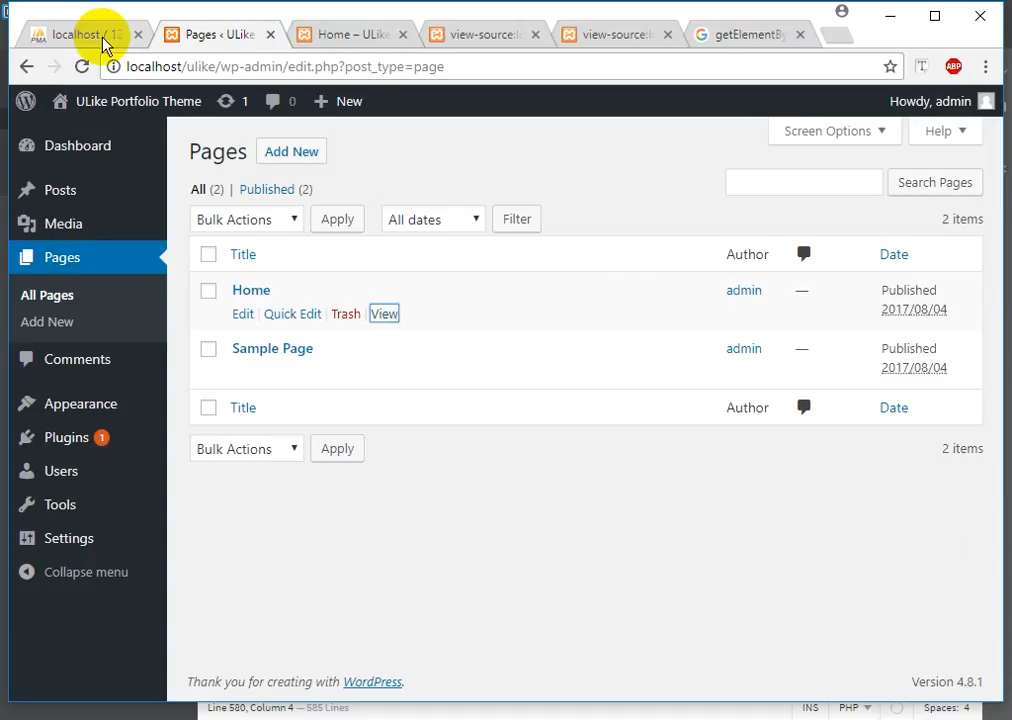 PMA localhost / 12
Pages ‹ ULike
Home – ULike
view-source:l
view-source:l
G getElementBy
localhost/ulike/wp-admin/edit.php?post_type=page
T
ABP
ULike Portfolio Theme 1 0 New
Howdy, admin
Dashboard
Posts
Media
Pages
All Pages
Add New
Comments
Appearance
Plugins 1
Users
Tools
Settings
Collapse menu
Screen Options
Help
Pages Add New
All (2) | Published (2)
Search Pages
Bulk Actions Apply All dates Filter
2 items
Title Author Date
Home admin — Published
Edit | Quick Edit | Trash | View 2017/08/04
Sample Page admin — Published
2017/08/04
Title Author Date
Bulk Actions Apply
2 items
Thank you for creating with WordPress.
Version 4.8.1
Line 580, Column 4 — 585 Lines
INS PHP Spaces: 4